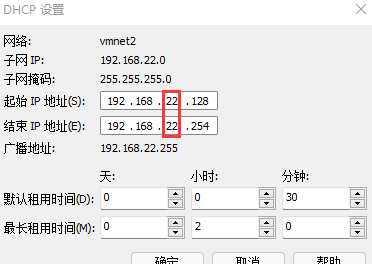 DHCP 设置
网络: vmnet2
子网 IP: 192.168.22.0
子网掩码: 255.255.255.0
起始 IP 地址(S): 192 . 168 . 22 . 128
结束 IP 地址(E): 192 . 168 . 22 . 254
广播地址: 192.168.22.255
天: 小时: 分钟:
默认租用时间(D): 0 0 30
最长租用时间(M): 0 2 0
确定 取消 帮助